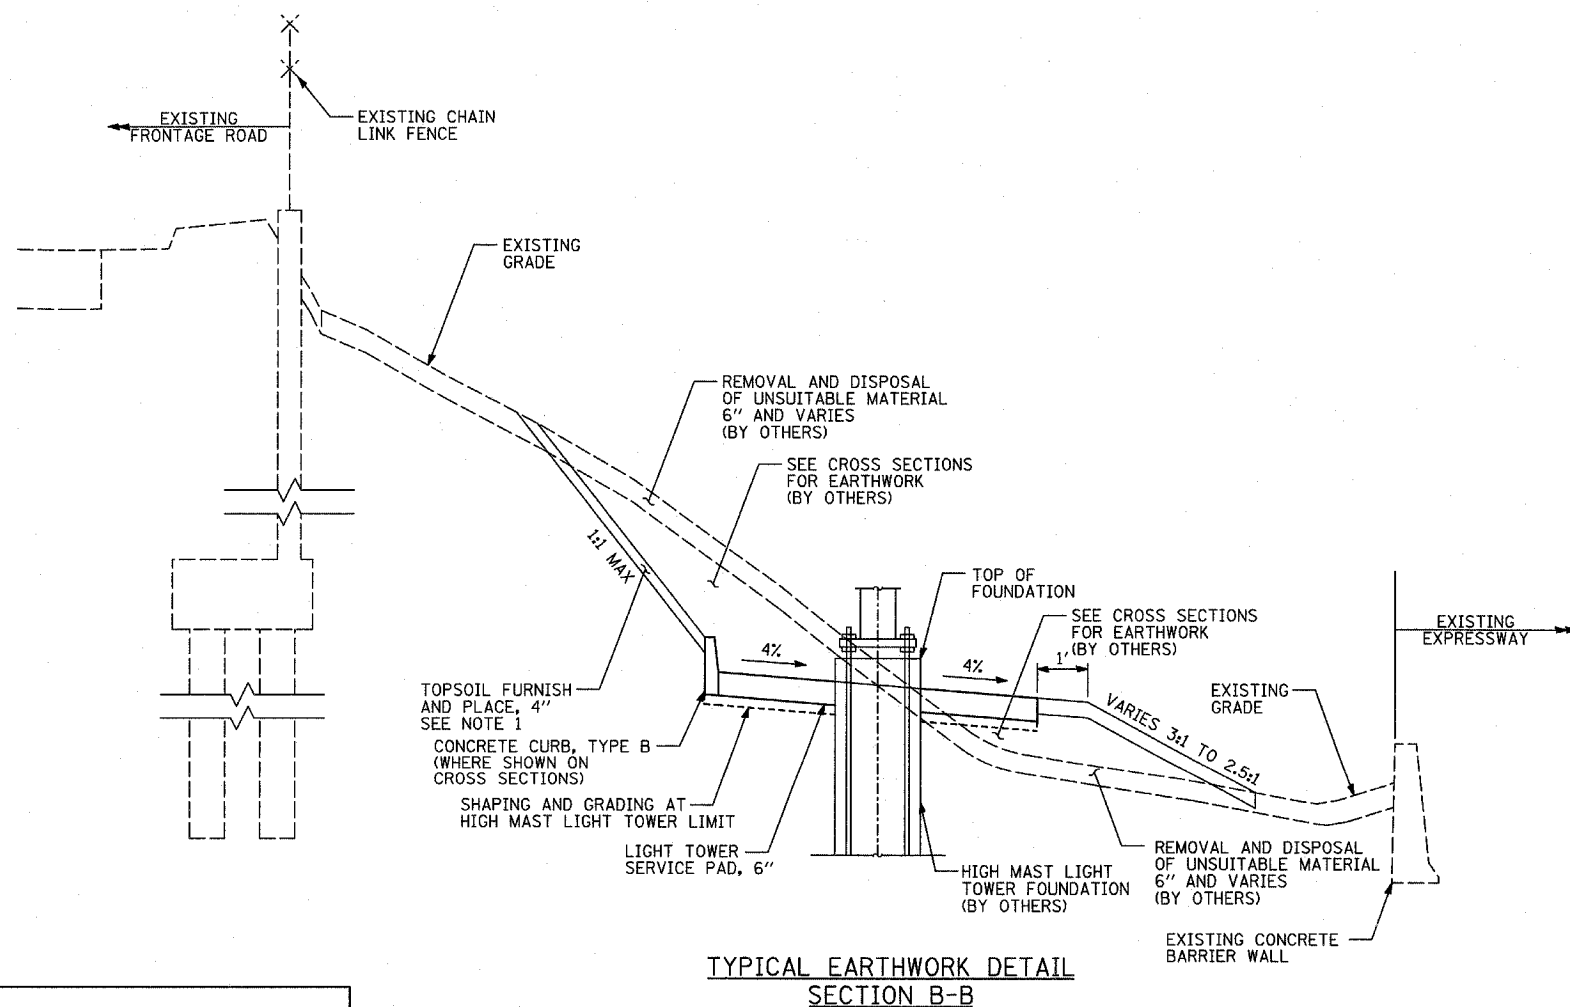 EXISTING
FRONTAGE ROAD
EXISTING CHAIN
LINK FENCE
EXISTING
GRADE
REMOVAL AND DISPOSAL
OF UNSUITABLE MATERIAL
6" AND VARIES
(BY OTHERS)
SEE CROSS SECTIONS
FOR EARTHWORK
(BY OTHERS)
1:1 MAX
TOP OF
FOUNDATION
SEE CROSS SECTIONS
FOR EARTHWORK
(BY OTHERS)
EXISTING
EXPRESSWAY
4%
4%
1'
VARIES 3:1 TO 2.5:1
EXISTING
GRADE
TOPSOIL FURNISH
AND PLACE, 4"
SEE NOTE 1
CONCRETE CURB, TYPE B
(WHERE SHOWN ON
CROSS SECTIONS)
SHAPING AND GRADING AT
HIGH MAST LIGHT TOWER LIMIT
LIGHT TOWER
SERVICE PAD, 6"
HIGH MAST LIGHT
TOWER FOUNDATION
(BY OTHERS)
REMOVAL AND DISPOSAL
OF UNSUITABLE MATERIAL
6" AND VARIES
(BY OTHERS)
EXISTING CONCRETE
BARRIER WALL
TYPICAL EARTHWORK DETAIL
SECTION B-B